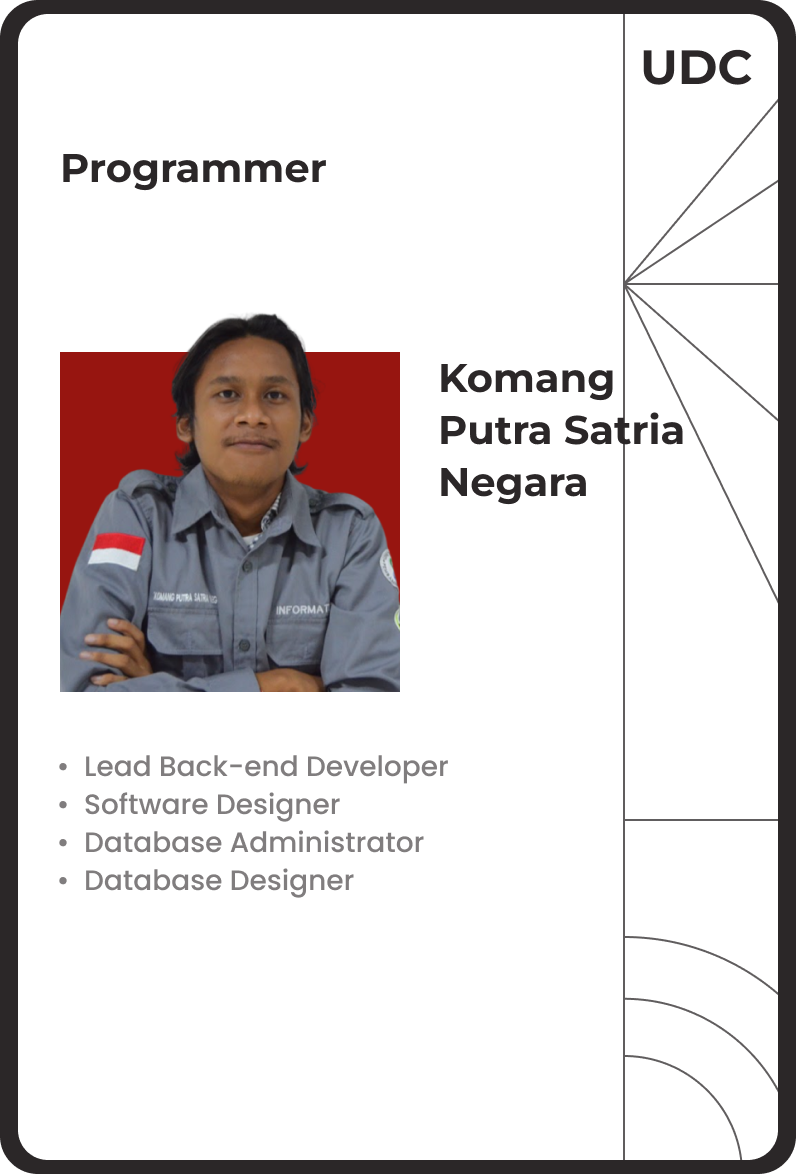 UDC
Programmer
Komang
Putra Satria
Negara
KOMANG PUTRA SATRIA
INFORMAT
• Lead Back-end Developer
• Software Designer
• Database Administrator
• Database Designer